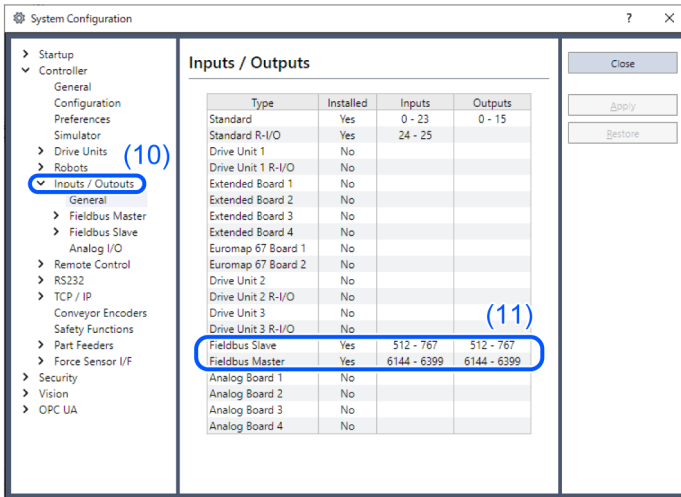 System Configuration
?
Startup
Controller
General
Configuration
Preferences
Simulator
Drive Units
(10)
Robots
Inputs / Outputs
General
Fieldbus Master
Fieldbus Slave
Analog I/O
Remote Control
RS232
TCP / IP
Conveyor Encoders
Safety Functions
Part Feeders
Force Sensor I/F
Security
Vision
OPC UA
Inputs / Outputs
Type Installed Inputs Outputs
Standard Yes 0 - 23 0 - 15
Standard R-I/O Yes 24 - 25
Drive Unit 1 No
Drive Unit 1 R-I/O No
Extended Board 1 No
Extended Board 2 No
Extended Board 3 No
Extended Board 4 No
Euromap 67 Board 1 No
Euromap 67 Board 2 No
Drive Unit 2 No
Drive Unit 2 R-I/O No
Drive Unit 3 No
Drive Unit 3 R-I/O No
(11)
Fieldbus Slave Yes 512 - 767 512 - 767
Fieldbus Master Yes 6144 - 6399 6144 - 6399
Analog Board 1 No
Analog Board 2 No
Analog Board 3 No
Analog Board 4 No
Close
Apply
Restore